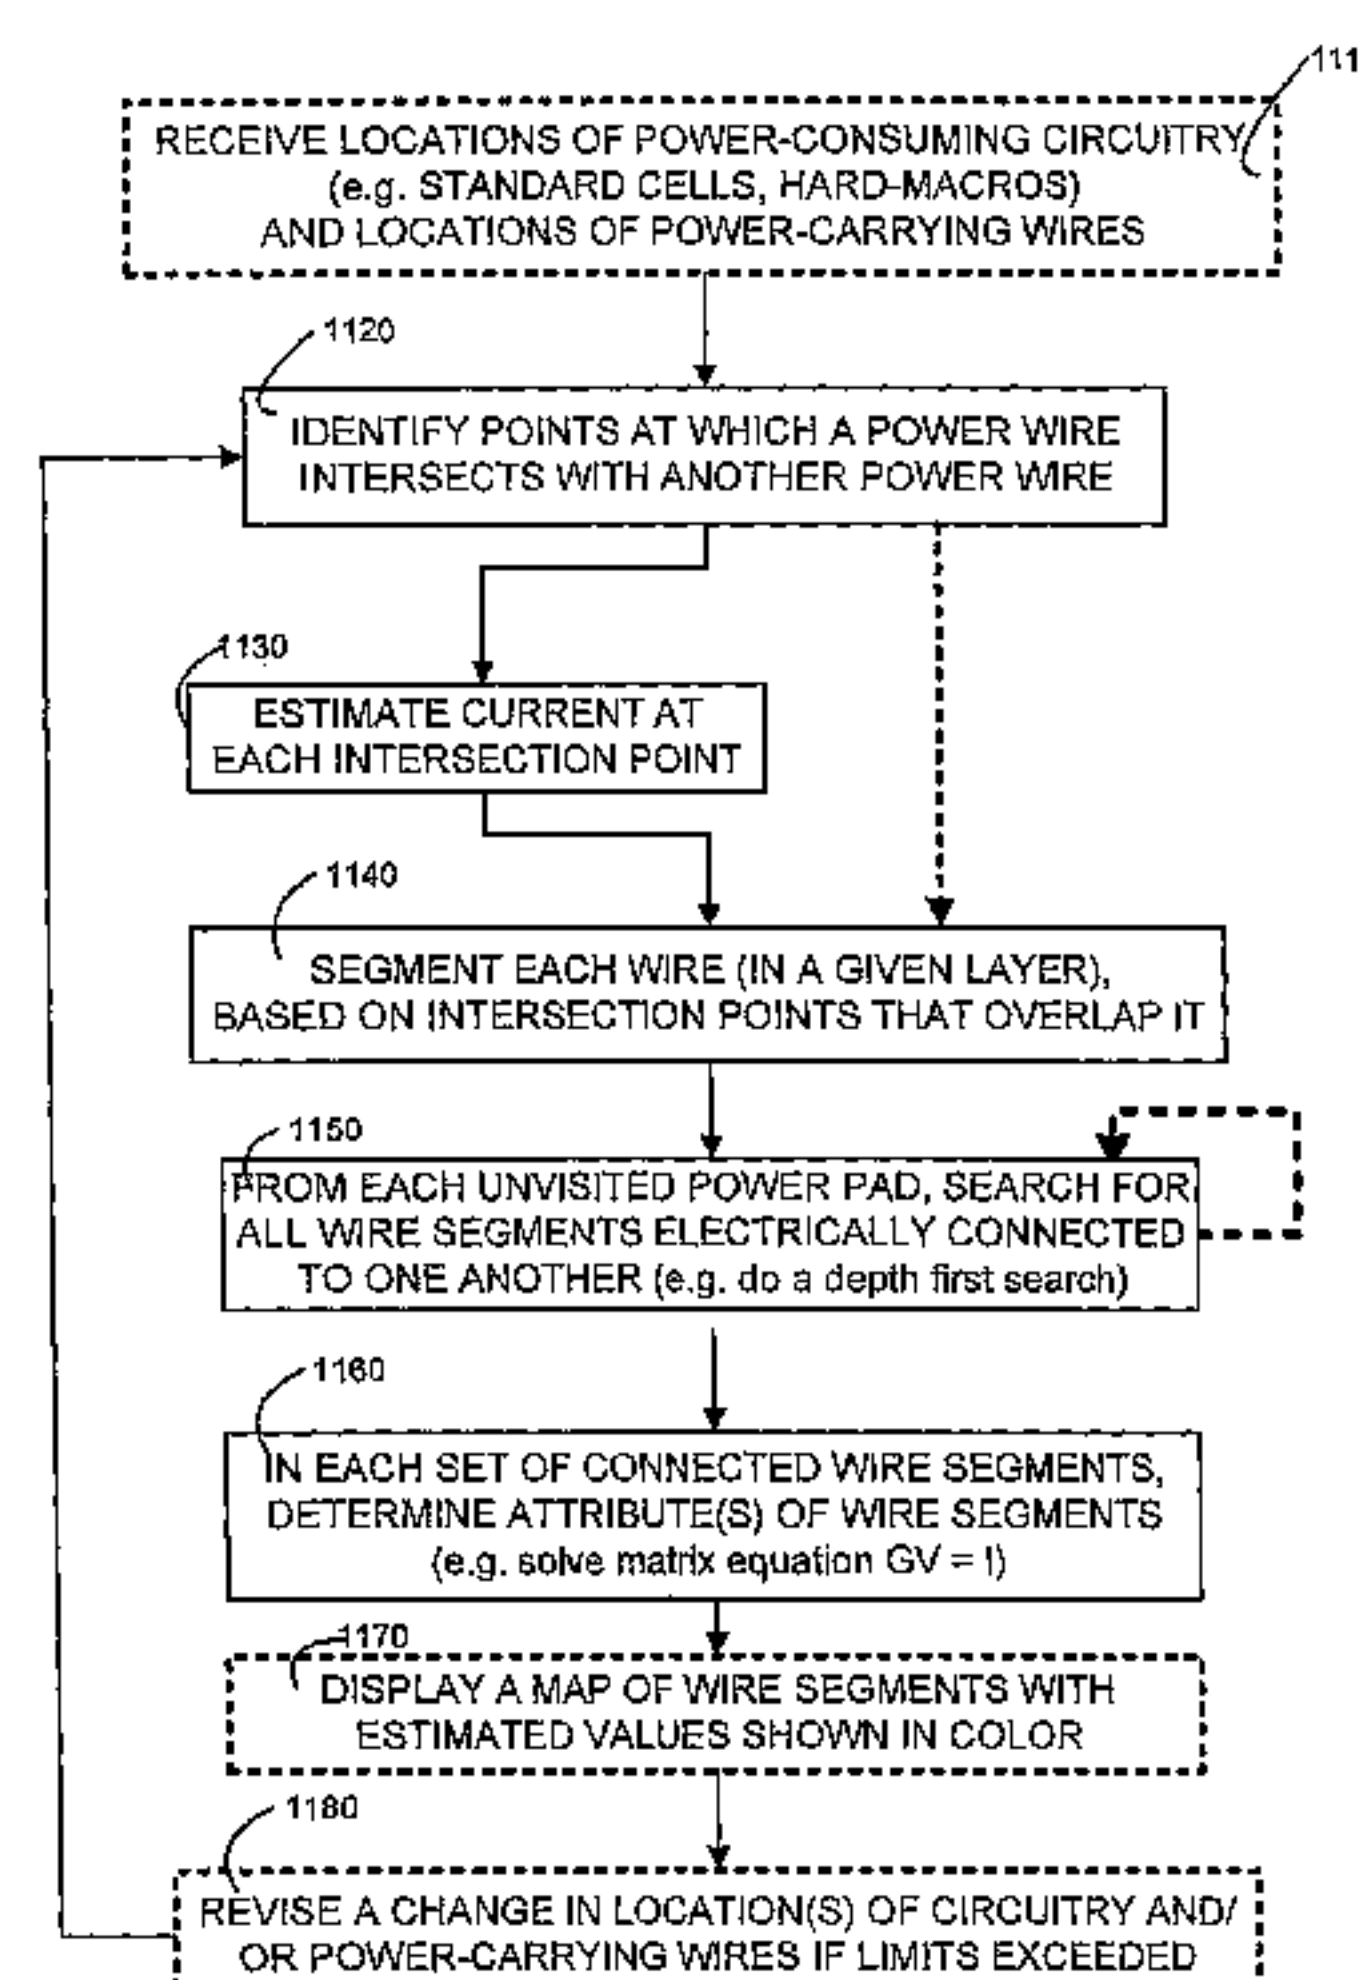 111
RECEIVE LOCATIONS OF POWER-CONSUMING CIRCUITRY
(e.g. STANDARD CELLS, HARD-MACROS)
AND LOCATIONS OF POWER-CARRYING WIRES
1120
IDENTIFY POINTS AT WHICH A POWER WIRE
INTERSECTS WITH ANOTHER POWER WIRE
1130
ESTIMATE CURRENT AT
EACH INTERSECTION POINT
1140
SEGMENT EACH WIRE (IN A GIVEN LAYER),
BASED ON INTERSECTION POINTS THAT OVERLAP IT
1150
FROM EACH UNVISITED POWER PAD, SEARCH FOR
ALL WIRE SEGMENTS ELECTRICALLY CONNECTED
TO ONE ANOTHER (e.g. do a depth first search)
1160
IN EACH SET OF CONNECTED WIRE SEGMENTS,
DETERMINE ATTRIBUTE(S) OF WIRE SEGMENTS
(e.g. solve matrix equation GV = I)
1170
DISPLAY A MAP OF WIRE SEGMENTS WITH
ESTIMATED VALUES SHOWN IN COLOR
1180
REVISE A CHANGE IN LOCATION(S) OF CIRCUITRY AND/
OR POWER-CARRYING WIRES IF LIMITS EXCEEDED